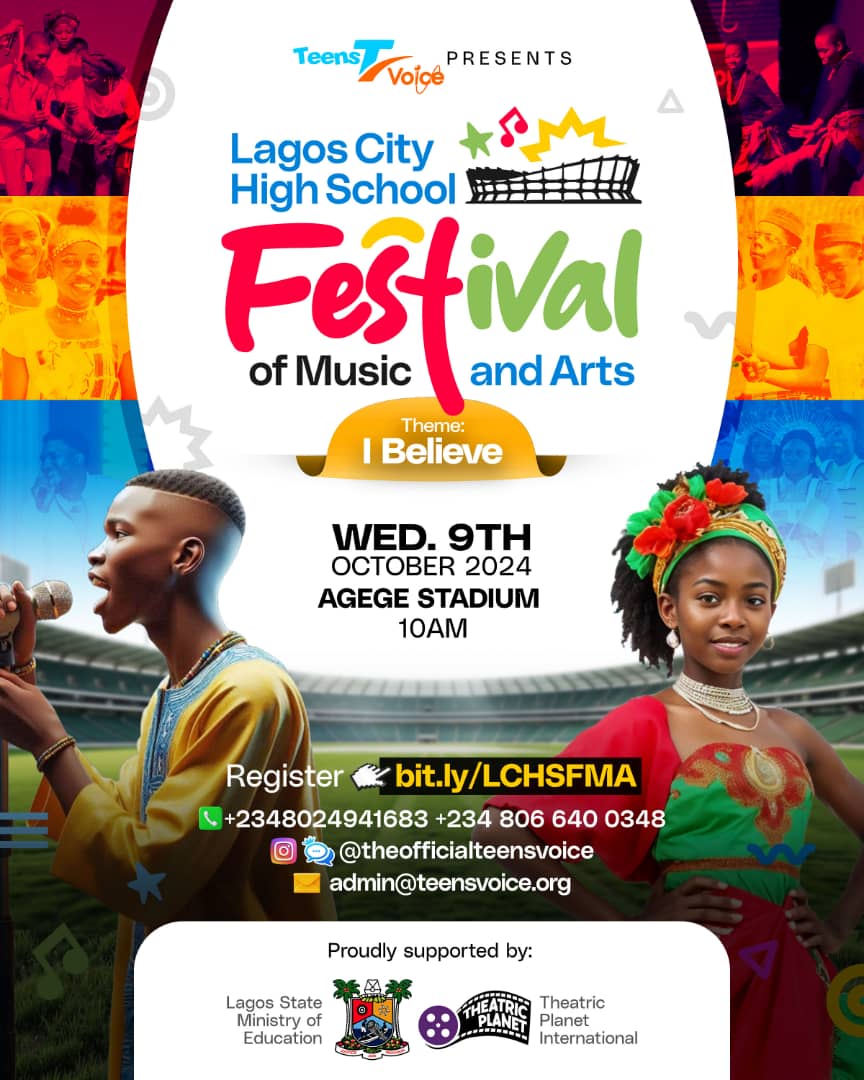 Teens Voice PRESENTS
Lagos City
High School
Festival
of Music and Arts
Theme:
I Believe
WED. 9TH
OCTOBER 2024
AGEGE STADIUM
10AM
Register bit.ly/LCHSFMA
+2348024941683 +234 806 640 0348
@theofficialteensvoice
admin@teensvoice.org
Proudly supported by:
Lagos State
Ministry of
Education
THEATRIC
PLANET
Theatric
Planet
International